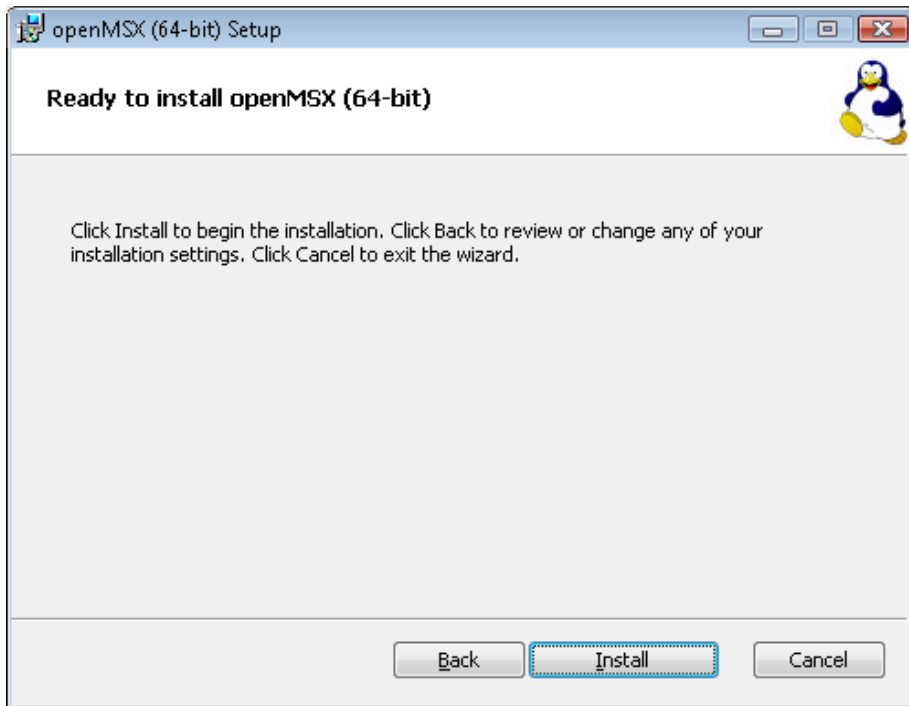 openMSX (64-bit) Setup
Ready to install openMSX (64-bit)
Click Install to begin the installation. Click Back to review or change any of your
installation settings. Click Cancel to exit the wizard.
Back
Install
Cancel